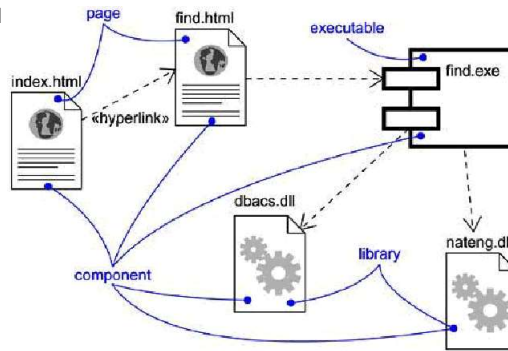 page
find.html
executable
index.html
find.exe
«hyperlink»
dbacs.dll
library
nateng.dl
component